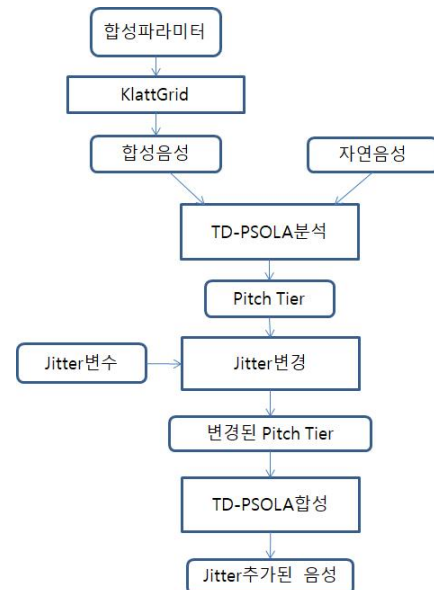 합성파라미터
KlattGrid
합성음성
자연음성
TD-PSOLA분석
Pitch Tier
Jitter변수
Jitter변경
변경된 Pitch Tier
TD-PSOLA합성
Jitter추가된 음성